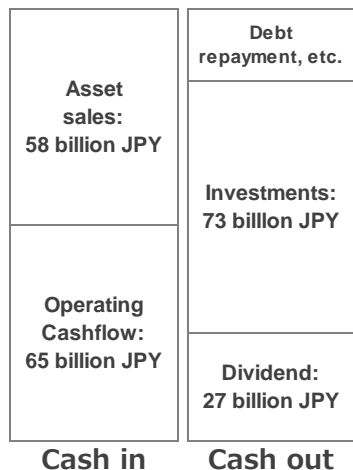 Asset
sales:
58 billion JPY
Operating
Cashflow:
65 billion JPY
Cash in
Debt
repayment, etc.
Investments:
73 billlon JPY
Dividend:
27 billion JPY
Cash out